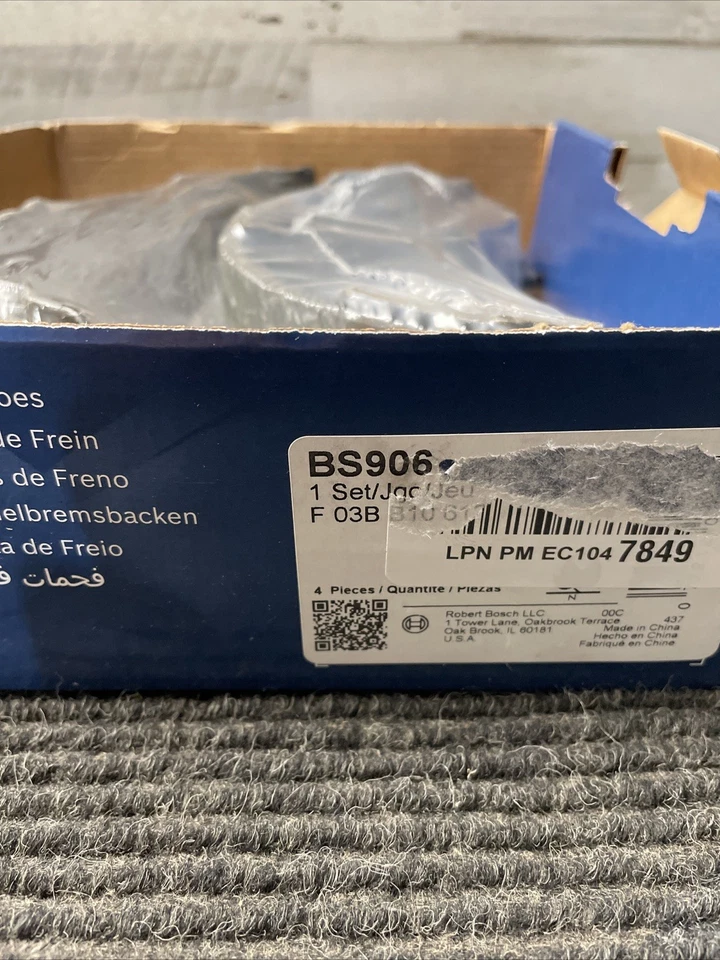 oes
de Frein
de Freno
elbremsbacken
a de Freio
فحمات
BS906
1 Set/Jgo/Jeu
F 03B B10 61
LPN PM EC104 7849
4 Pieces / Quantité / Piezas
N
Robert Bosch LLC
1 Tower Lane, Oakbrook Terrace
Oak Brook, IL 60181
U.S.A.
00C
437
Made in China
Hecho en China
Fabriqué en Chine